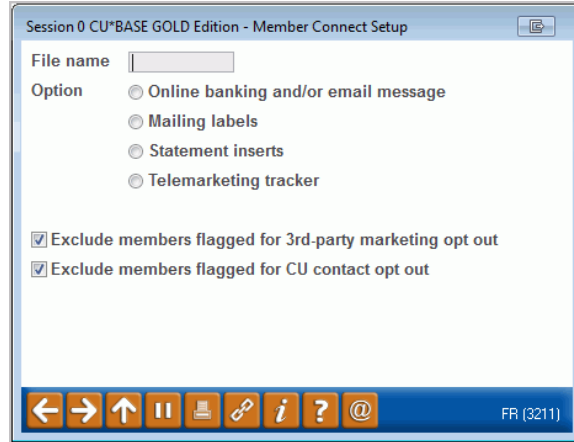 Session 0 CU*BASE GOLD Edition - Member Connect Setup
File name
Option Online banking and/or email message
Mailing labels
Statement inserts
Telemarketing tracker
Exclude members flagged for 3rd-party marketing opt out
Exclude members flagged for CU contact opt out
i ? @ FR (3211)